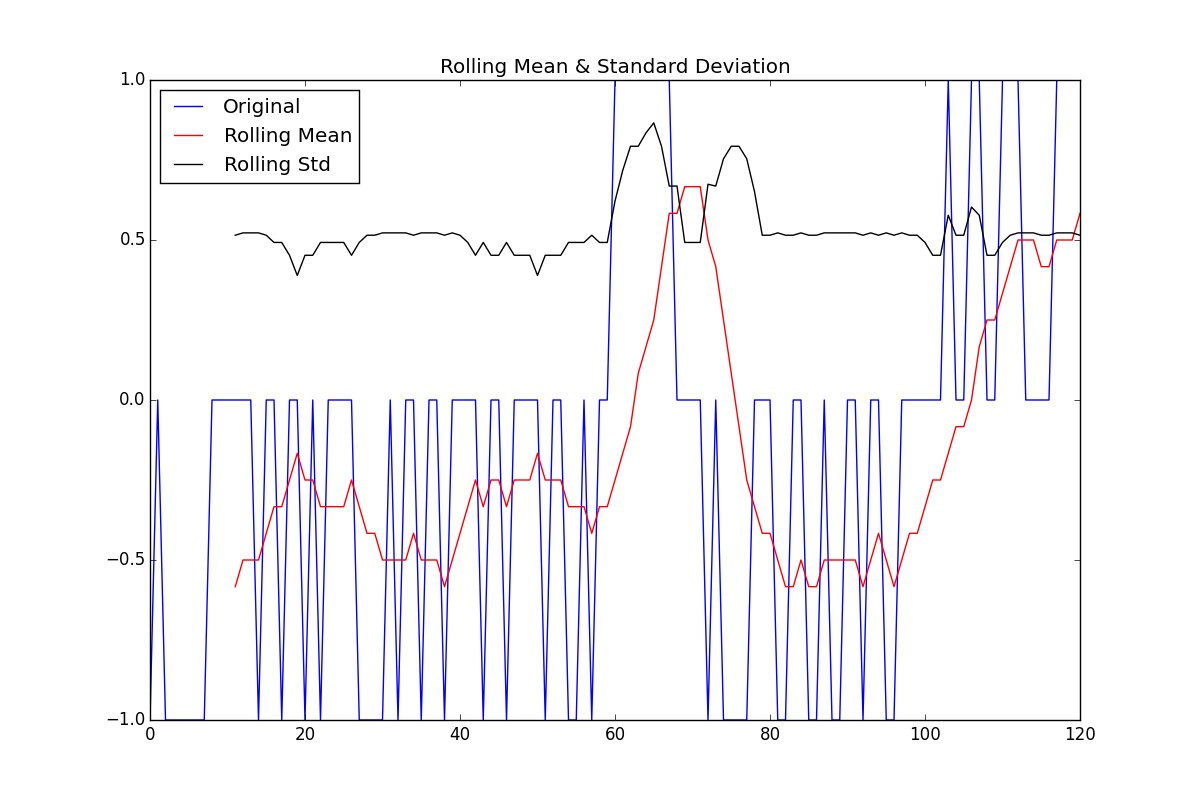 Rolling Mean & Standard Deviation
1.0
Original
Rolling Mean
Rolling Std
0.5
0.0
−0.5
−1.0
0 20 40 60 80 100 120